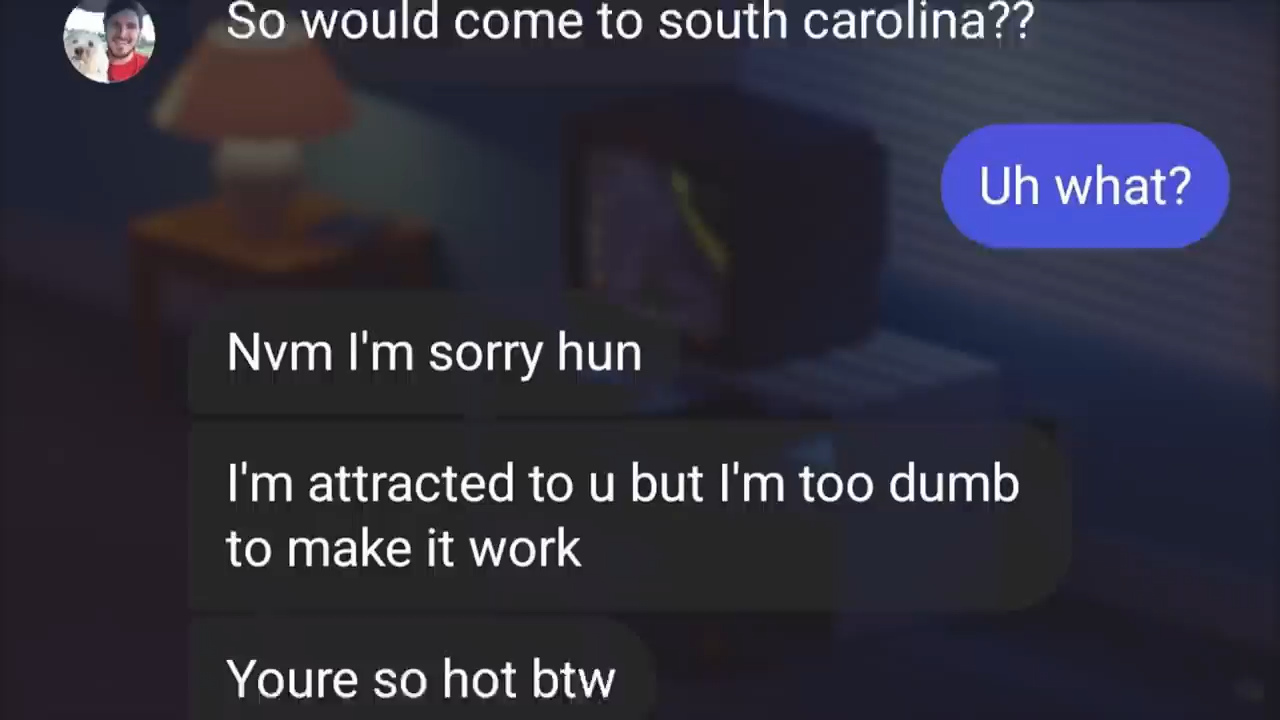 So would come to south carolina??
Uh what?
Nvm I'm sorry hun
I'm attracted to u but I'm too dumb
to make it work
Youre so hot btw